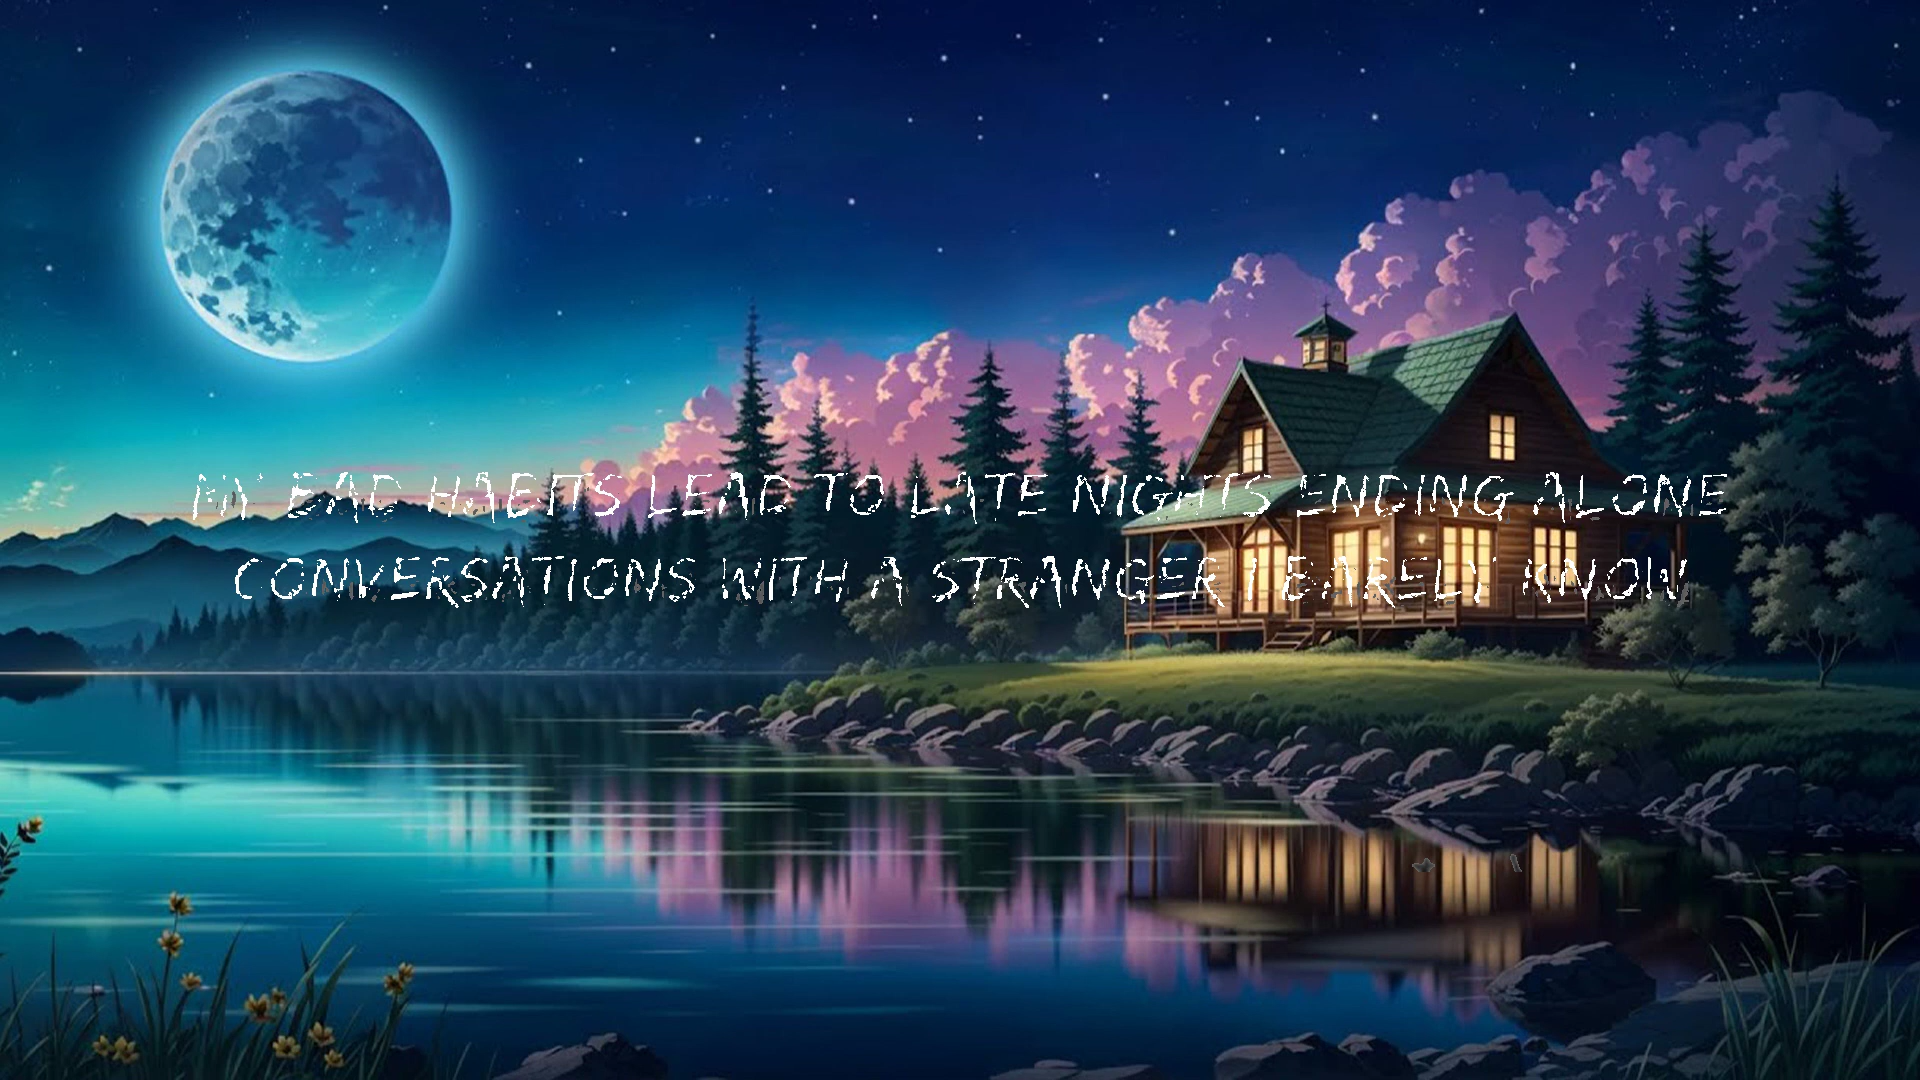 MY BAD HABITS LEAD TO LATE NIGHTS ENDING ALONE
CONVERSATIONS WITH A STRANGER I BARELY KNOW